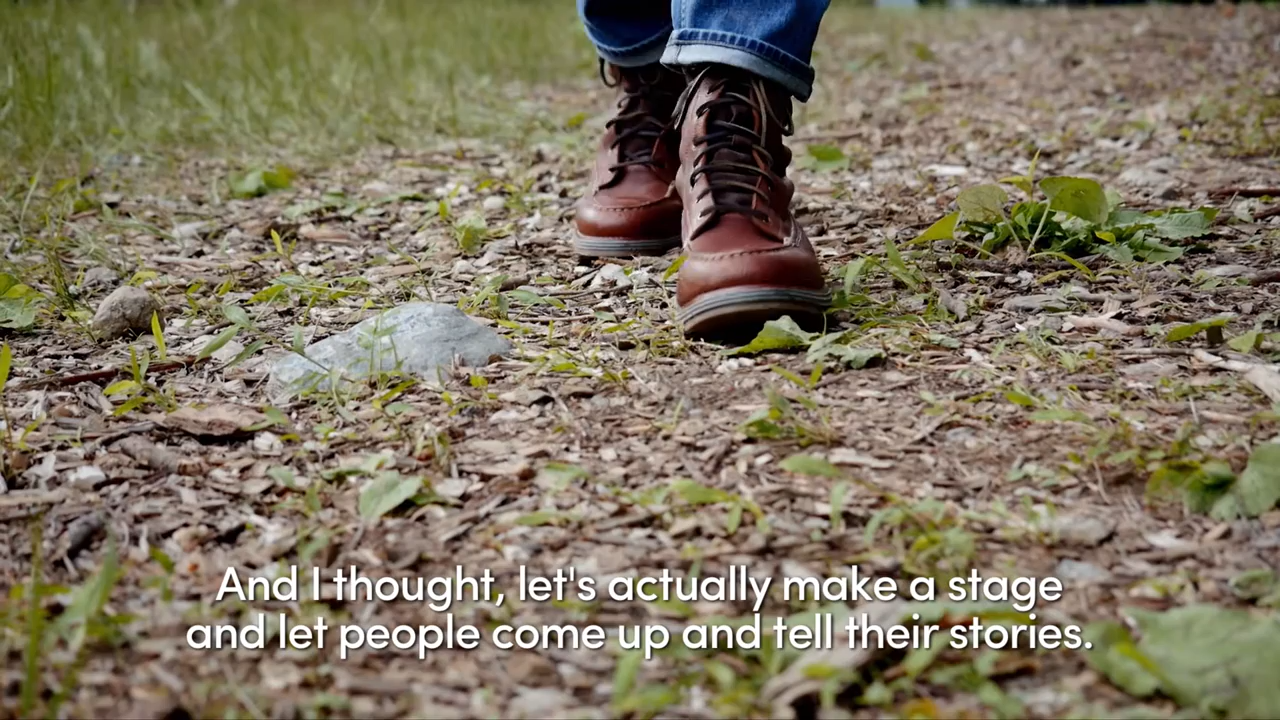 And I thought, let's actually make a stage
and let people come up and tell their stories.